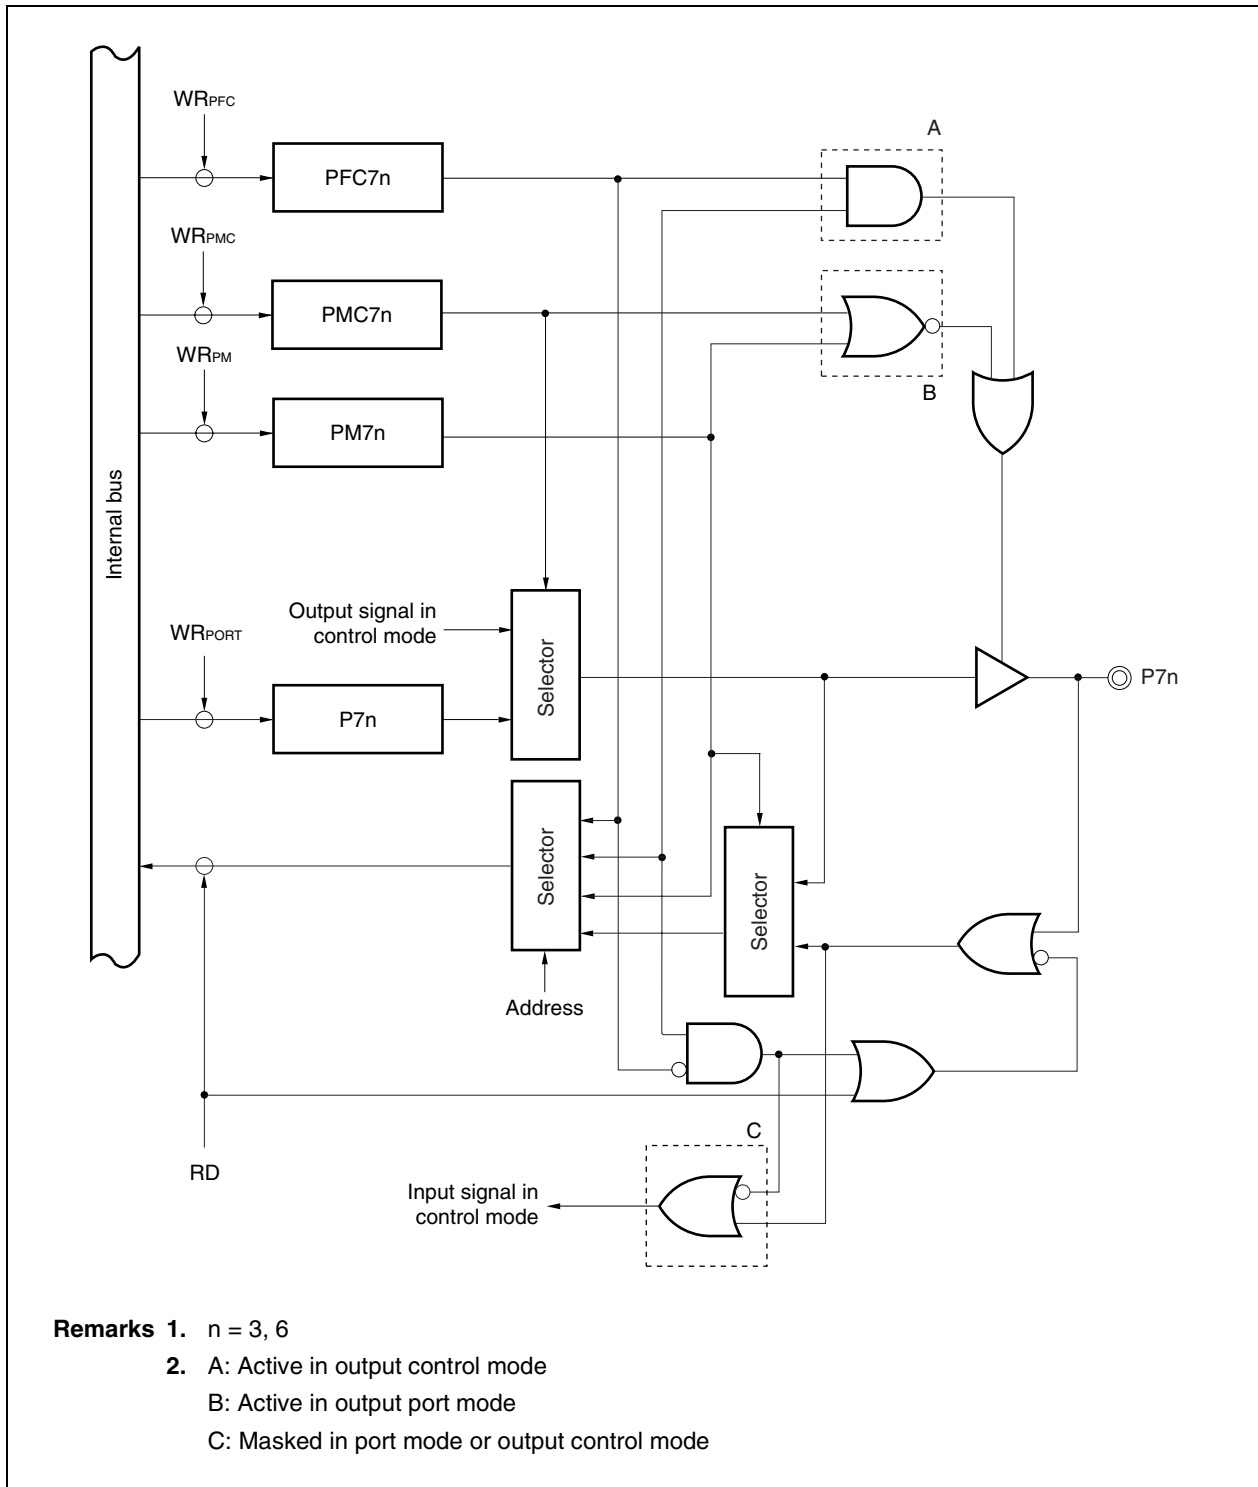 WRPFC
A
PFC7n
WRPMC
PMC7n
WRPM
B
PM7n
Internal bus
Output signal in
control mode
Selector
WRPORT
P7n
P7n
Selector
Selector
Address
RD
C
Input signal in
control mode
Remarks 1. n = 3, 6
2. A: Active in output control mode
B: Active in output port mode
C: Masked in port mode or output control mode